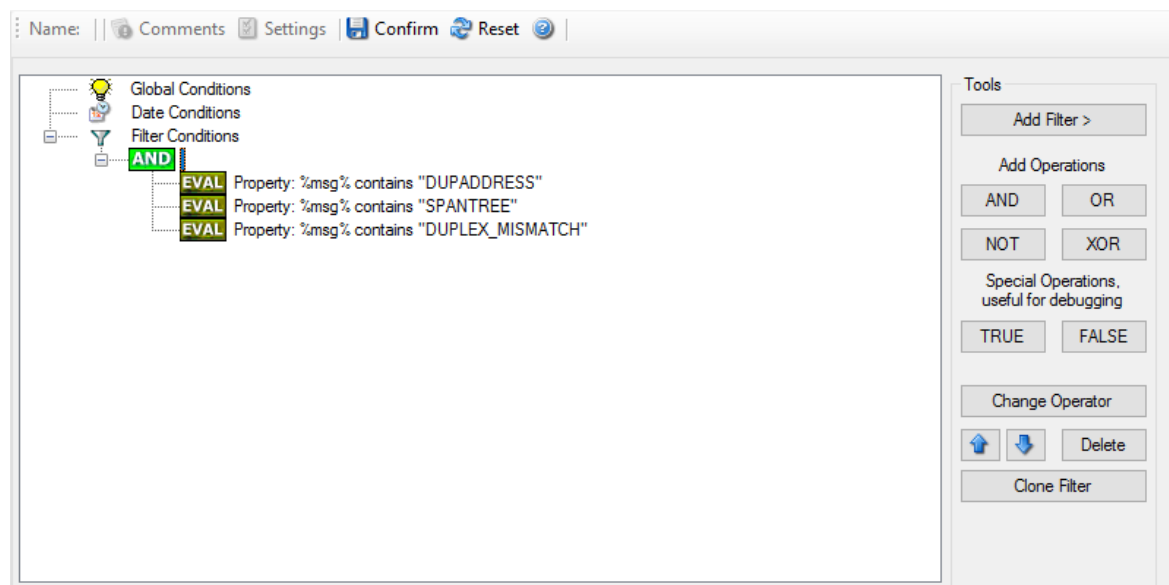 Name: Comments Settings Confirm Reset
Global Conditions
Date Conditions
Filter Conditions
AND
EVAL Property: %msg% contains "DUPADDRESS"
EVAL Property: %msg% contains "SPANTREE"
EVAL Property: %msg% contains "DUPLEX_MISMATCH"
Tools
Add Filter >
Add Operations
AND OR
NOT XOR
Special Operations,
useful for debugging
TRUE FALSE
Change Operator
Delete
Clone Filter